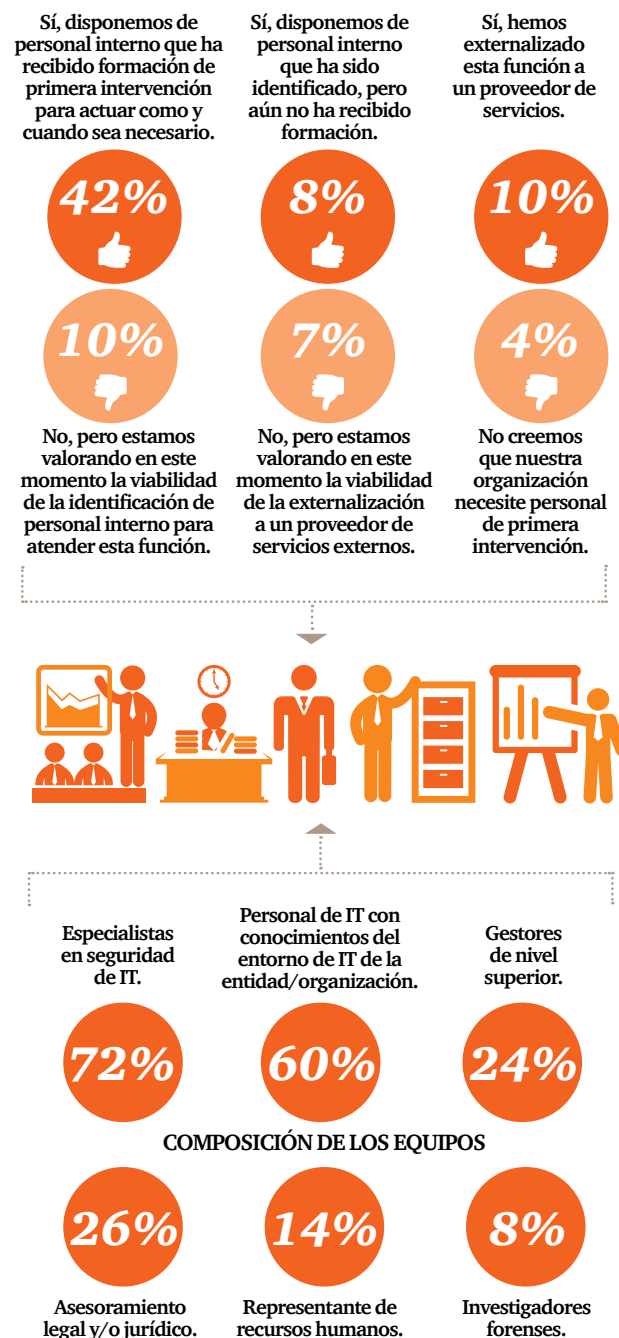 Sí, disponemos de
personal interno que ha
recibido formación de
primera intervención
para actuar como y
cuando sea necesario.
Sí, disponemos de
personal interno
que ha sido
identificado, pero
aún no ha recibido
formación.
Sí, hemos
externalizado
esta función a
un proveedor de
servicios.
42%
8%
10%
10%
7%
4%
No, pero estamos
valorando en este
momento la viabilidad
de la identificación de
personal interno para
atender esta función.
No, pero estamos
valorando en este
momento la viabilidad
de la externalización
a un proveedor de
servicios externos.
No creemos
que nuestra
organización
necesite personal
de primera
intervención.
Especialistas
en seguridad
de IT.
Personal de IT con
conocimientos del
entorno de IT de la
entidad/organización.
Gestores
de nivel
superior.
72%
60%
24%
COMPOSICIÓN DE LOS EQUIPOS
26%
14%
8%
Asesoramiento
legal y/o jurídico.
Representante de
recursos humanos.
Investigadores
forenses.